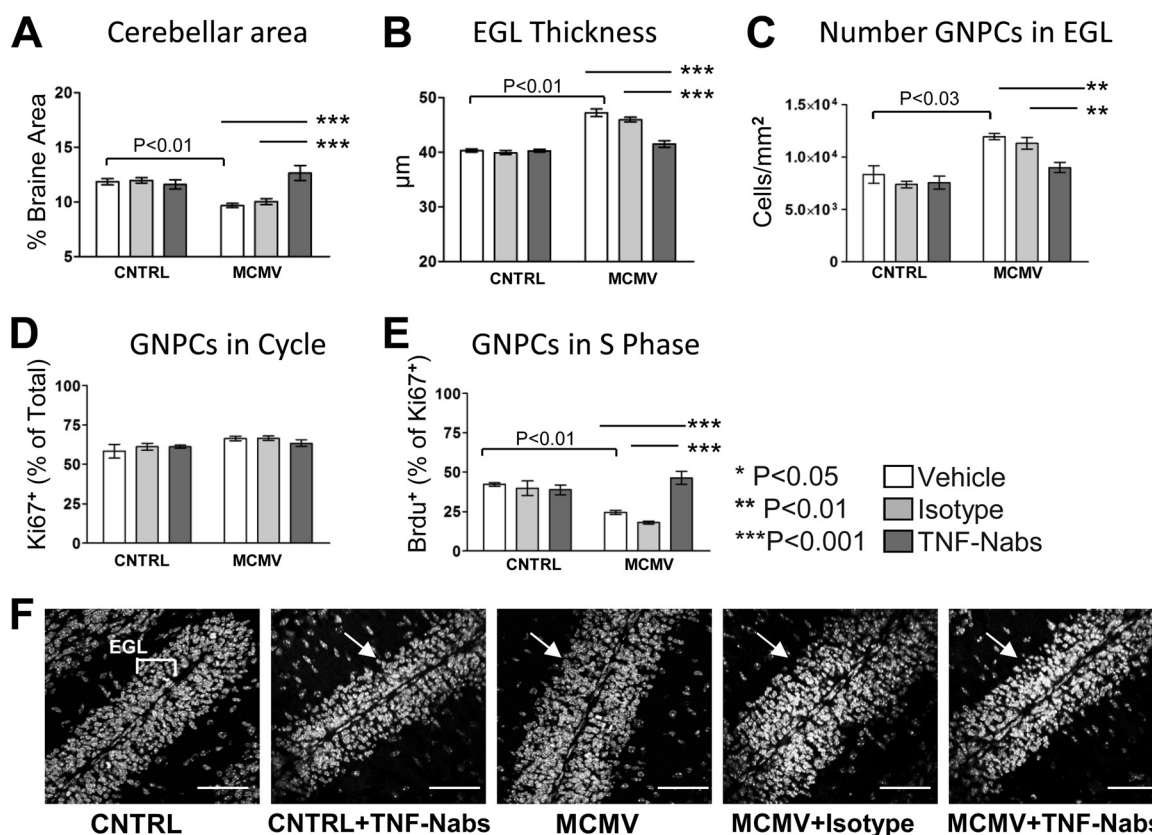 A Cerebellar area
% Braine Area
20
15
10
5
P<0.01
***
***
CNTRL MCMV
B EGL Thickness
µm
50
40
30
20
P<0.01
***
***
CNTRL MCMV
C Number GNPCs in EGL
Cells/mm²
1.5×10⁴
1.0×10⁴
5.0×10³
0
P<0.03
**
**
CNTRL MCMV
D GNPCs in Cycle
Ki67⁺ (% of Total)
100
75
50
25
0
CNTRL MCMV
E GNPCs in S Phase
Brdu⁺ (% of Ki67⁺)
100
75
50
25
0
P<0.01
***
***
CNTRL MCMV
* P<0.05
** P<0.01
***P<0.001
Vehicle
Isotype
TNF-Nabs
F
EGL
CNTRL
CNTRL+TNF-Nabs
MCMV
MCMV+Isotype
MCMV+TNF-Nabs